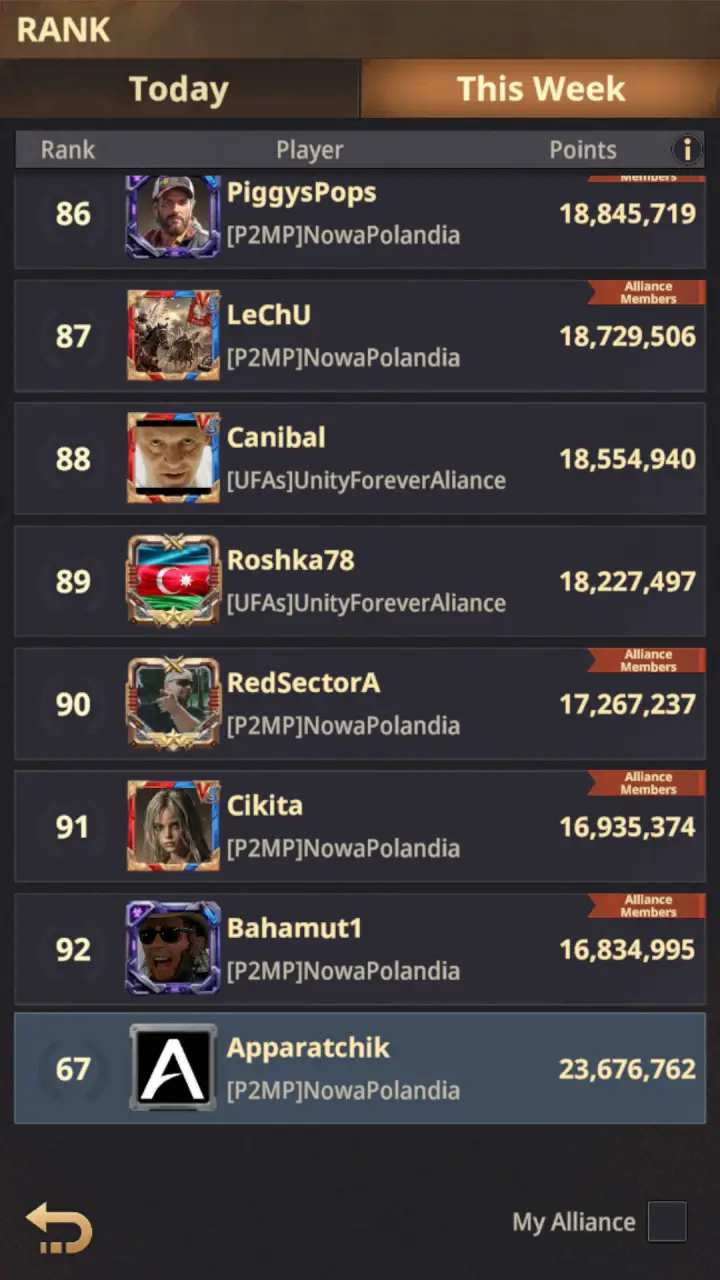 RANK
Today
This Week
Rank
Player
Points
i
Members
86
PiggysPops
18,845,719
[P2MP]NowaPolandia
Alliance
Members
87
LeChU
18,729,506
[P2MP]NowaPolandia
88
Canibal
18,554,940
[UFAs]UnityForeverAliance
89
Roshka78
18,227,497
[UFAs]UnityForeverAliance
Alliance
Members
90
RedSectorA
17,267,237
[P2MP]NowaPolandia
Alliance
Members
91
Cikita
16,935,374
[P2MP]NowaPolandia
Alliance
Members
92
Bahamut1
16,834,995
[P2MP]NowaPolandia
67
A
Apparatchik
23,676,762
[P2MP]NowaPolandia
My Alliance